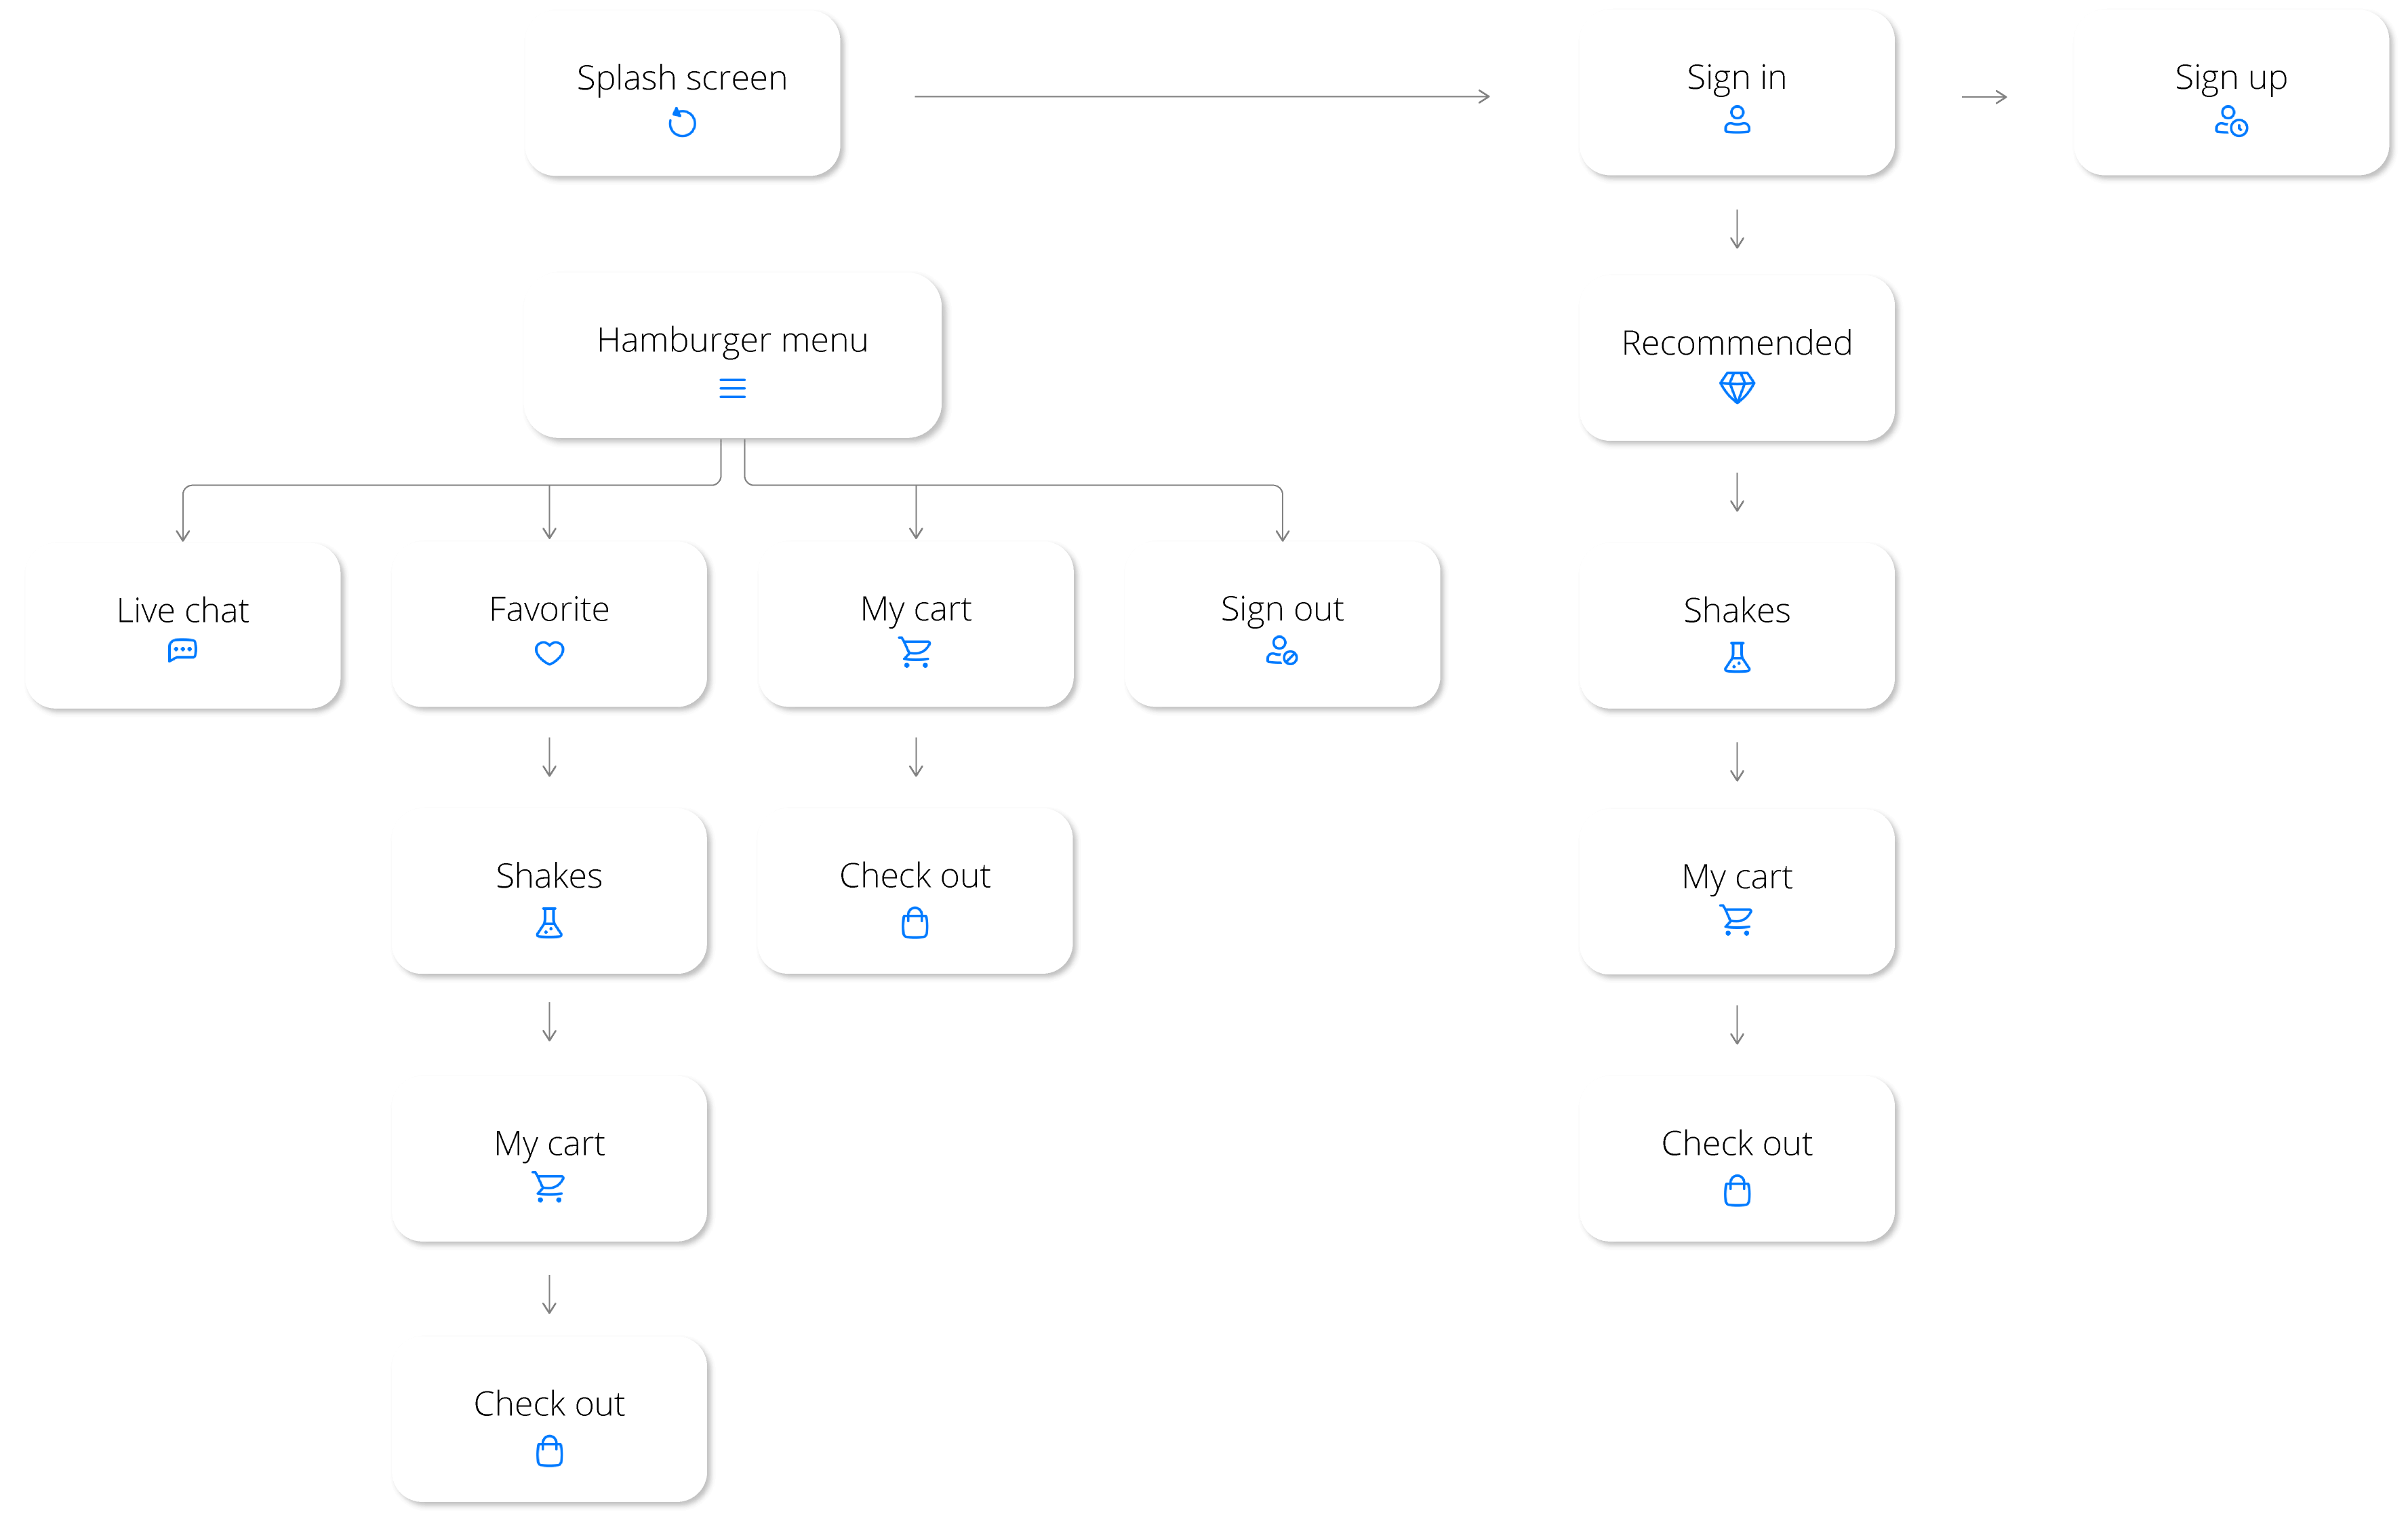 Splash screen
Sign in
Sign up
Hamburger menu
Recommended
Live chat
Favorite
My cart
Sign out
Shakes
Shakes
Check out
My cart
My cart
Check out
Check out